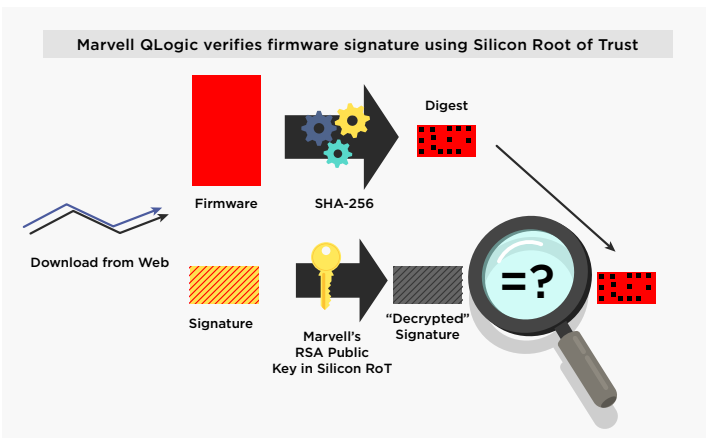 Marvell QLogic verifies firmware signature using Silicon Root of Trust
Digest
Firmware
SHA-256
Download from Web
=?
Signature
“Decrypted”
Signature
Marvell’s
RSA Public
Key in Silicon RoT